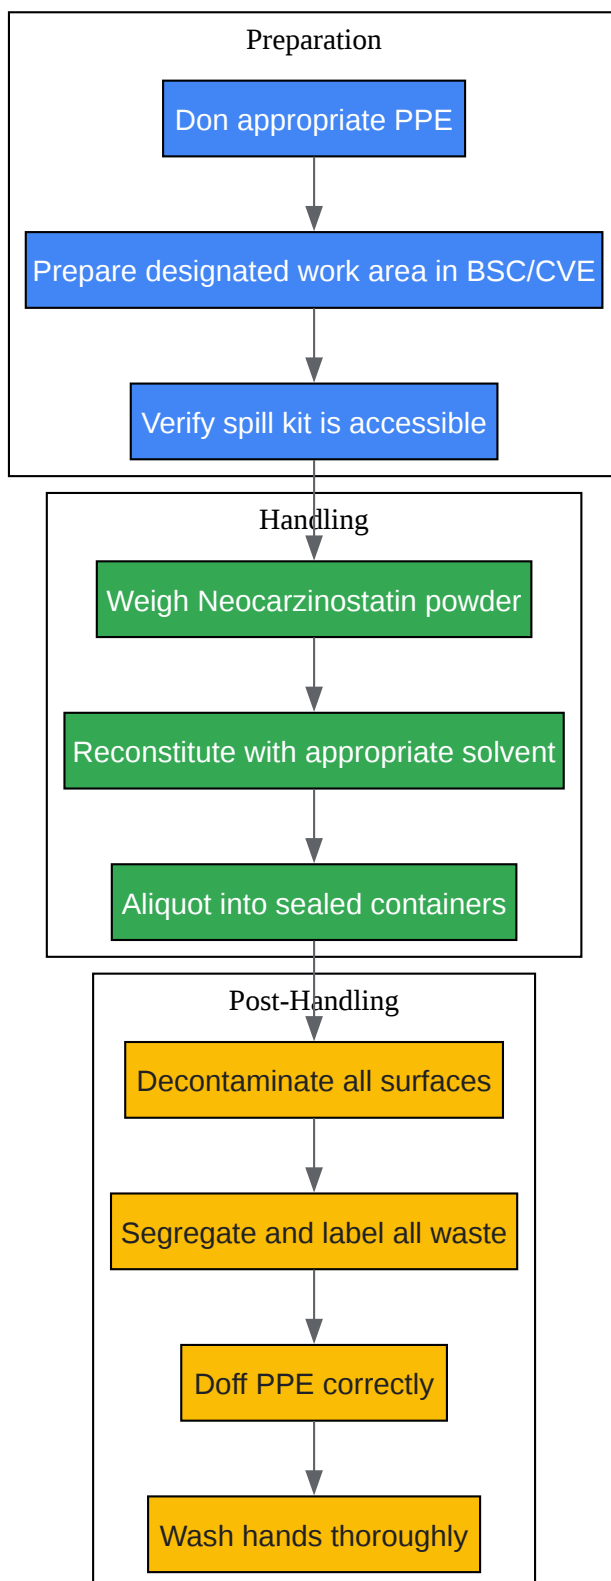 Preparation
Don appropriate PPE
Prepare designated work area in BSC/CVE
Verify spill kit is accessible
Handling
Weigh Neocarzinostatin powder
Reconstitute with appropriate solvent
Aliquot into sealed containers
Post-Handling
Decontaminate all surfaces
Segregate and label all waste
Doff PPE correctly
Wash hands thoroughly